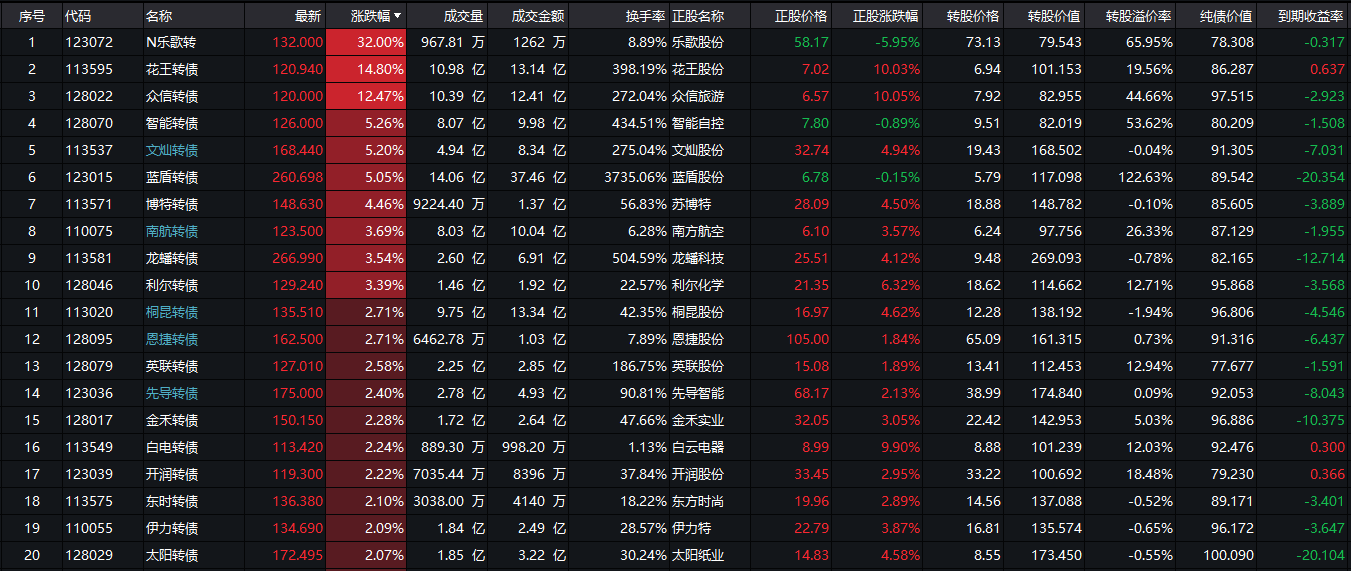 序号 代码 名称 最新 涨跌幅 成交量 成交金额 换手率 正股名称 正股价格 正股涨跌幅 转股价格 转股价值 转股溢价率 纯债价值 到期收益率
1 123072 N乐歌转 132.000 32.00% 967.81 万 1262 万 8.89% 乐歌股份 58.17 -5.95% 73.13 79.543 65.95% 78.308 -0.317
2 113595 花王转债 120.940 14.80% 10.98 亿 13.14 亿 398.19% 花王股份 7.02 10.03% 6.94 101.153 19.56% 86.287 0.637
3 128022 众信转债 120.000 12.47% 10.39 亿 12.41 亿 272.04% 众信旅游 6.57 10.05% 7.92 82.955 44.66% 97.515 -2.923
4 128070 智能转债 126.000 5.26% 8.07 亿 9.98 亿 434.51% 智能自控 7.80 -0.89% 9.51 82.019 53.62% 80.209 -1.508
5 113537 文灿转债 168.440 5.20% 4.94 亿 8.34 亿 275.04% 文灿股份 32.74 4.94% 19.43 168.502 -0.04% 91.305 -7.031
6 123015 蓝盾转债 260.698 5.05% 14.06 亿 37.46 亿 3735.06% 蓝盾股份 6.78 -0.15% 5.79 117.098 122.63% 89.542 -20.354
7 113571 博特转债 148.630 4.46% 9224.40 万 1.37 亿 56.83% 苏博特 28.09 4.50% 18.88 148.782 -0.10% 85.605 -3.889
8 110075 南航转债 123.500 3.69% 8.03 亿 10.04 亿 6.28% 南方航空 6.10 3.57% 6.24 97.756 26.33% 87.129 -1.955
9 113581 龙蟠转债 266.990 3.54% 2.60 亿 6.91 亿 504.59% 龙蟠科技 25.51 4.12% 9.48 269.093 -0.78% 82.165 -12.714
10 128046 利尔转债 129.240 3.39% 1.46 亿 1.92 亿 22.57% 利尔化学 21.35 6.32% 18.62 114.662 12.71% 95.868 -3.568
11 113020 桐昆转债 135.510 2.71% 9.75 亿 13.34 亿 42.35% 桐昆股份 16.97 4.62% 12.28 138.192 -1.94% 96.806 -4.546
12 128095 恩捷转债 162.500 2.71% 6462.78 万 1.03 亿 7.89% 恩捷股份 105.00 1.84% 65.09 161.315 0.73% 91.316 -6.437
13 128079 英联转债 127.010 2.58% 2.25 亿 2.85 亿 186.75% 英联股份 15.08 1.89% 13.41 112.453 12.94% 77.677 -1.591
14 123036 先导转债 175.000 2.40% 2.78 亿 4.93 亿 90.81% 先导智能 68.17 2.13% 38.99 174.840 0.09% 92.053 -8.043
15 128017 金禾转债 150.150 2.28% 1.72 亿 2.64 亿 47.66% 金禾实业 32.05 3.05% 22.42 142.953 5.03% 96.886 -10.375
16 113549 白电转债 113.420 2.24% 889.30 万 998.20 万 1.13% 白云电器 8.99 9.90% 8.88 101.239 12.03% 92.476 0.300
17 123039 开润转债 119.300 2.22% 7035.44 万 8396 万 37.84% 开润股份 33.45 2.95% 33.22 100.692 18.48% 79.230 0.366
18 113575 东时转债 136.380 2.10% 3038.00 万 4140 万 18.22% 东方时尚 19.96 2.89% 14.56 137.088 -0.52% 89.171 -3.401
19 110055 伊力转债 134.690 2.09% 1.84 亿 2.49 亿 28.57% 伊力特 22.79 3.87% 16.81 135.574 -0.65% 96.172 -3.647
20 128029 太阳转债 172.495 2.07% 1.85 亿 3.22 亿 30.24% 太阳纸业 14.83 4.58% 8.55 173.450 -0.55% 100.090 -20.104